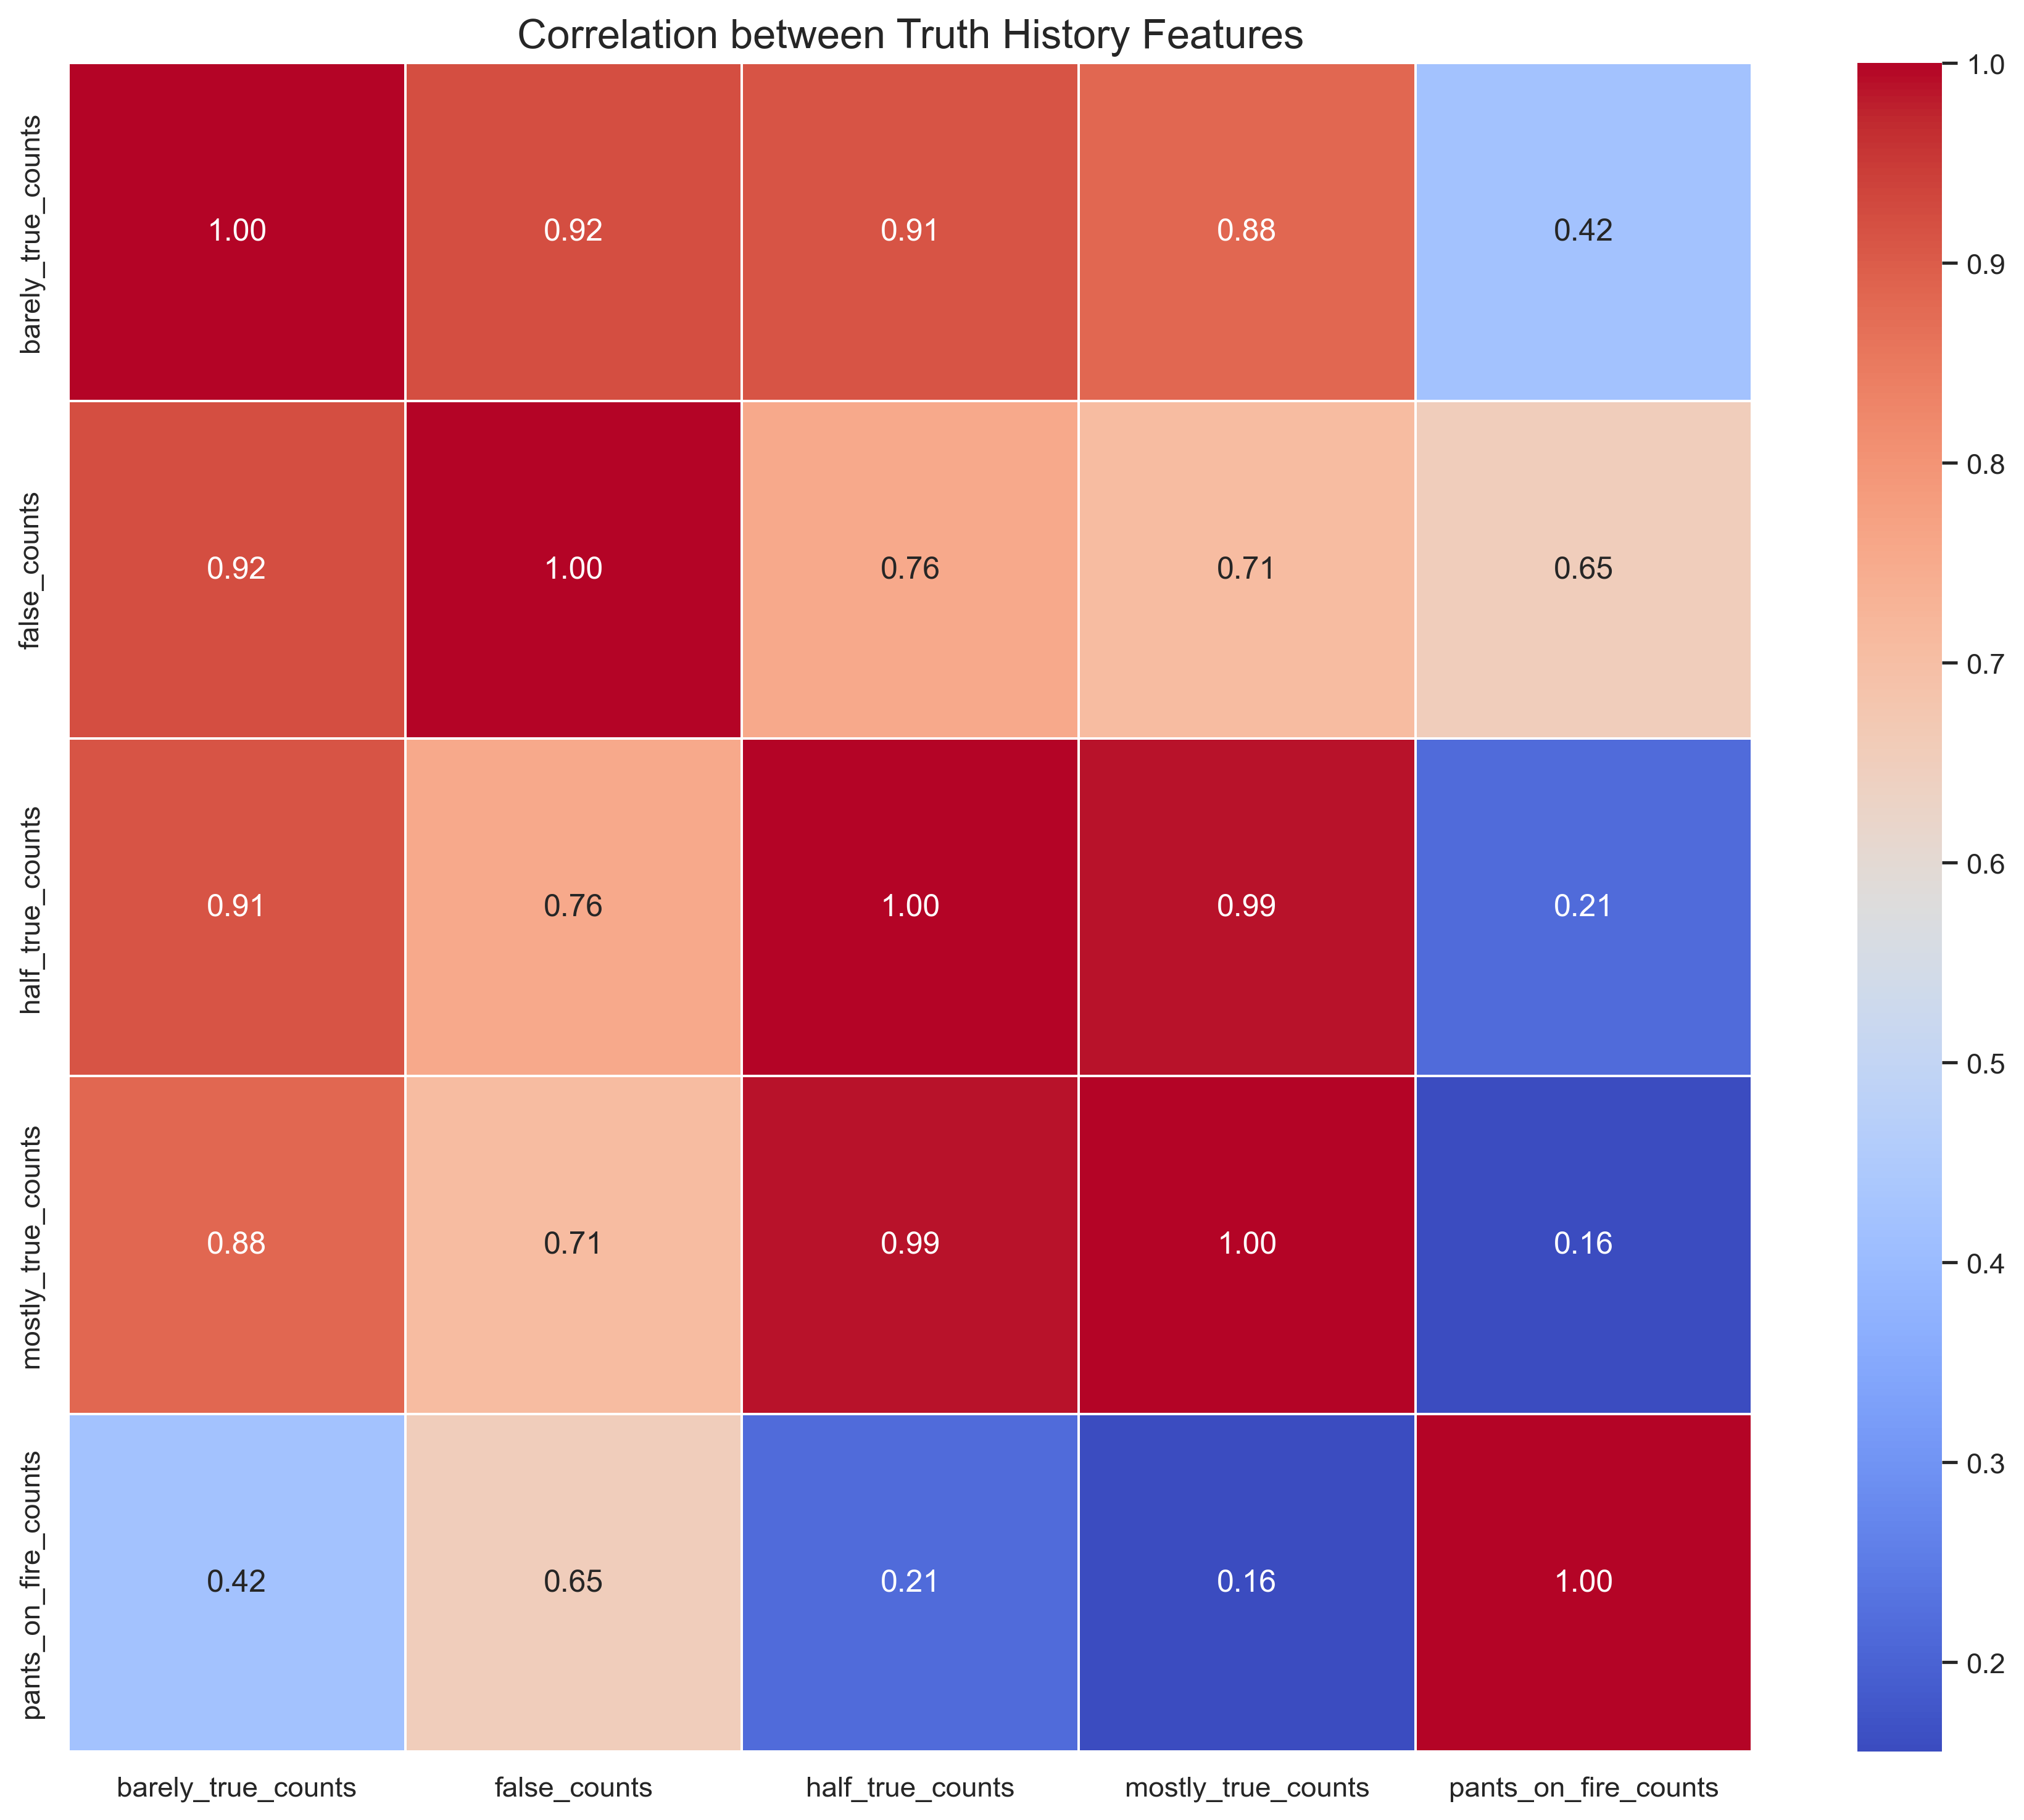 Correlation between Truth History Features
barely_true_counts
1.00 0.92 0.91 0.88 0.42
false_counts
0.92 1.00 0.76 0.71 0.65
half_true_counts
0.91 0.76 1.00 0.99 0.21
mostly_true_counts
0.88 0.71 0.99 1.00 0.16
pants_on_fire_counts
0.42 0.65 0.21 0.16 1.00
barely_true_counts false_counts half_true_counts mostly_true_counts pants_on_fire_counts
1.0
0.9
0.8
0.7
0.6
0.5
0.4
0.3
0.2